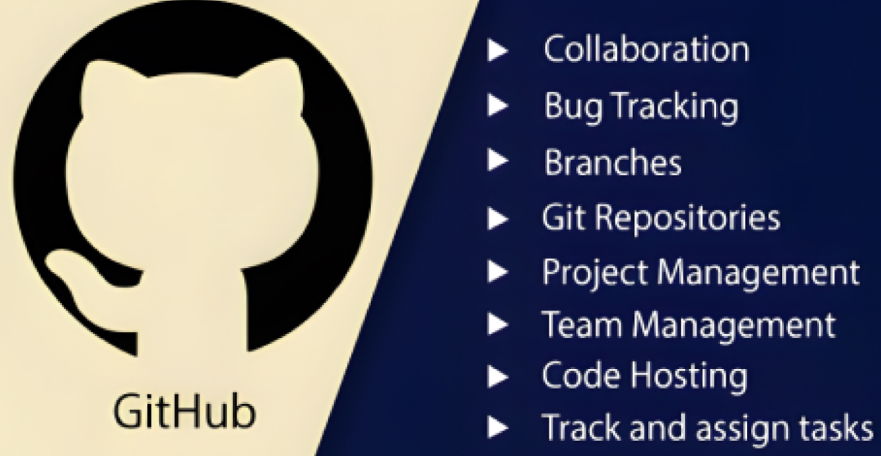 GitHub
Collaboration
Bug Tracking
Branches
Git Repositories
Project Management
Team Management
Code Hosting
Track and assign tasks